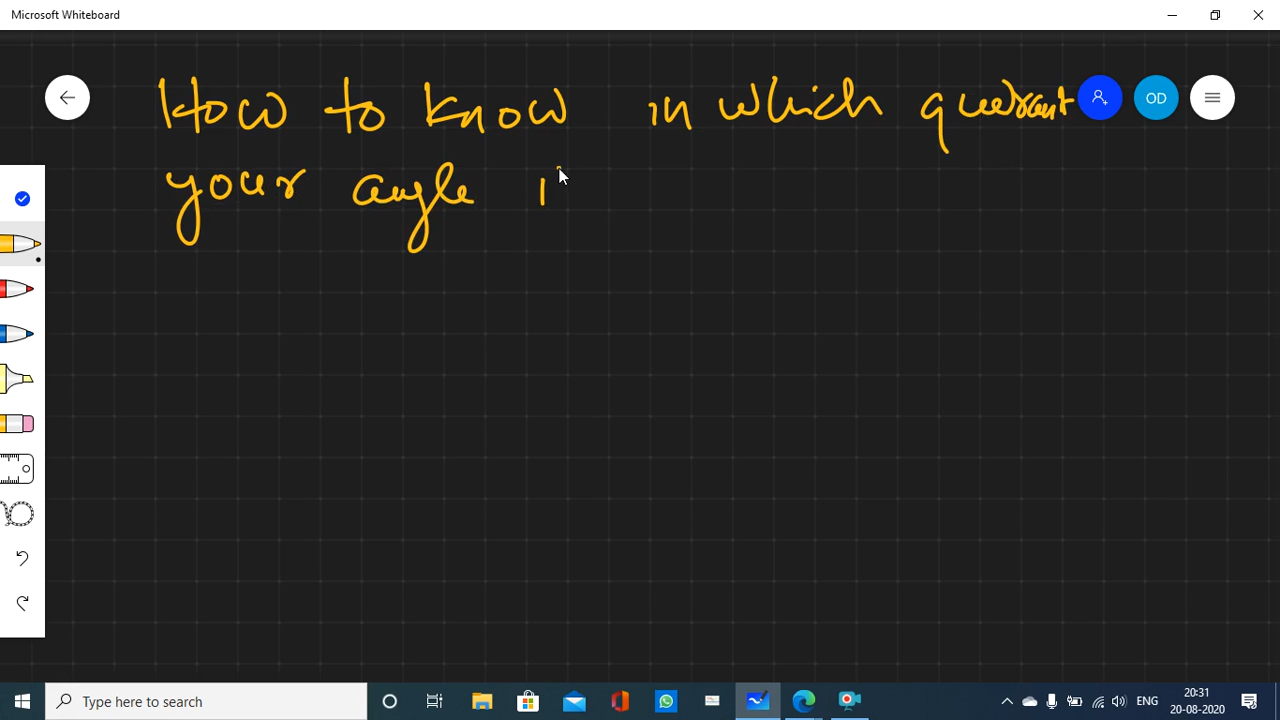 Microsoft Whiteboard
How to know in which
your angle i
OD
Type here to search
ENG
20:31
20-08-2020